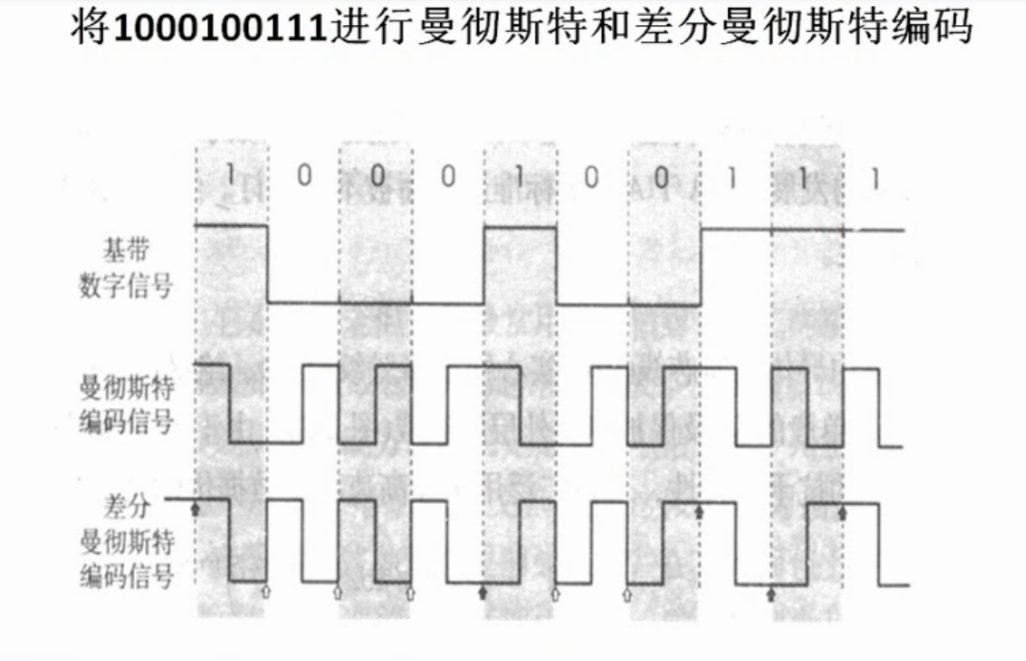 将1000100111进行曼彻斯特和差分曼彻斯特编码
1 0 0 0 1 0 0 1 1 1
基带
数字信号
曼彻斯特
编码信号
差分
曼彻斯特
编码信号